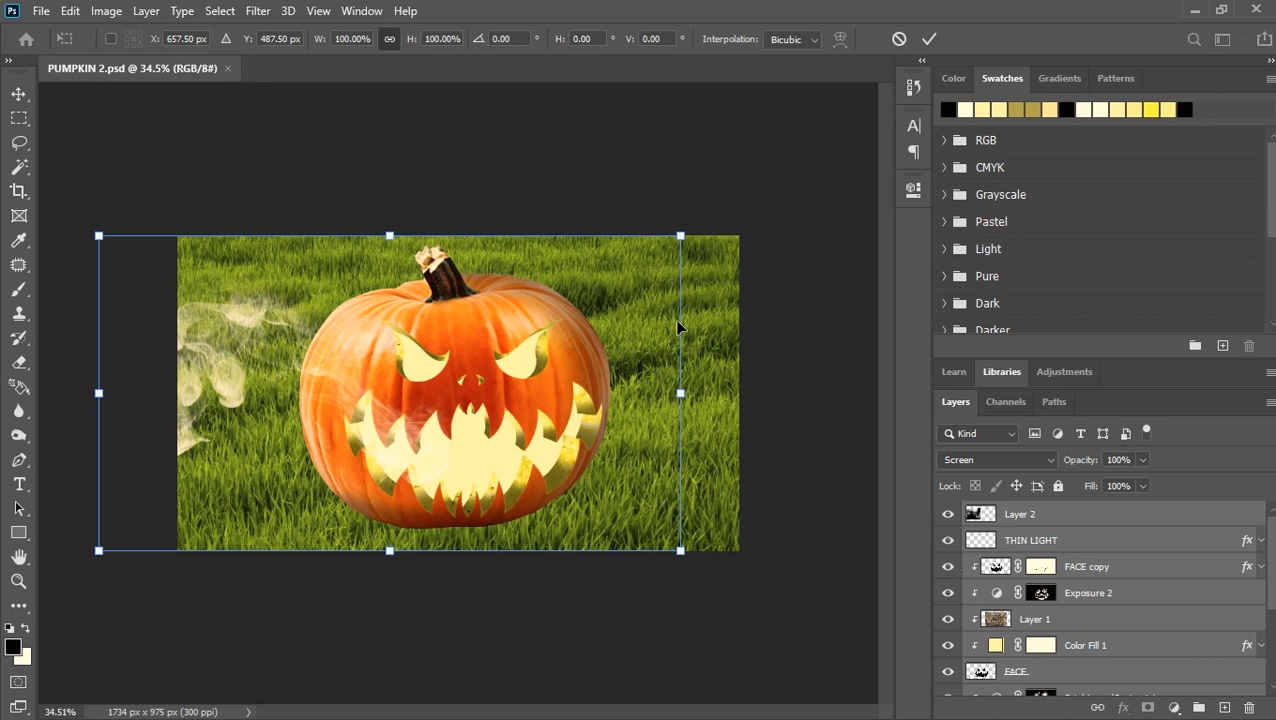 Ps File Edit Image Layer Type Select Filter 3D View Window Help
X: 657.50 px Y: 487.50 px W: 100.00% H: 100.00% 0.00 ° H: 0.00 ° V: 0.00 ° Interpolation: Bicubic
PUMPKIN 2.psd @ 34.5% (RGB/8#) ×
Color Swatches Gradients Patterns
RGB
CMYK
Grayscale
Pastel
Light
Pure
Dark
Darker
Learn Libraries Adjustments
Layers Channels Paths
Kind
Screen Opacity: 100%
Lock: Fill: 100%
Layer 2
THIN LIGHT fx
FACE copy fx
Exposure 2
Layer 1
Color Fill 1 fx
FACE
fx
34.51% 1734 px x 975 px (300 ppi)